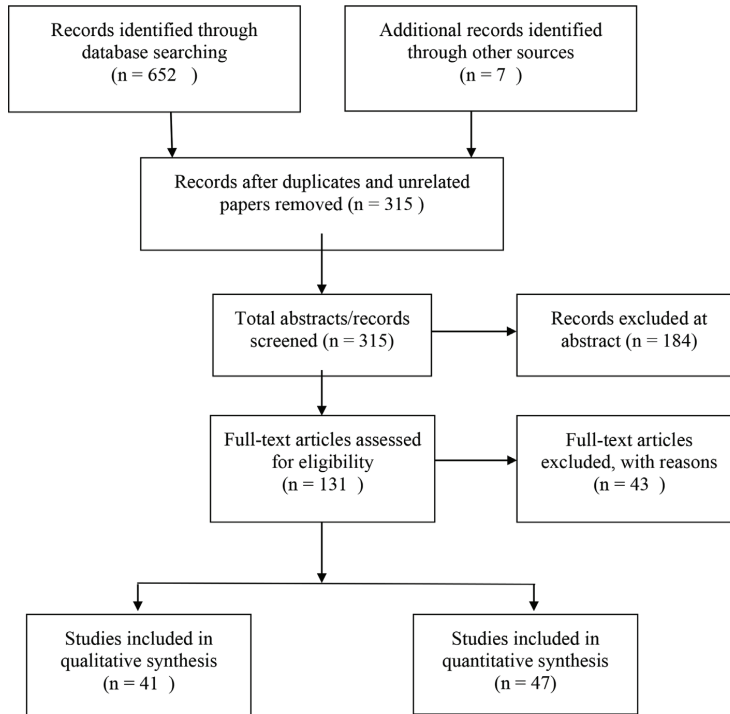 Records identified through
database searching
(n = 652 )
Additional records identified
through other sources
(n = 7 )
Records after duplicates and unrelated
papers removed (n = 315 )
Total abstracts/records
screened (n = 315)
Records excluded at
abstract (n = 184)
Full-text articles assessed
for eligibility
(n = 131 )
Full-text articles
excluded, with reasons
(n = 43 )
Studies included in
qualitative synthesis
(n = 41 )
Studies included in
quantitative synthesis
(n = 47)